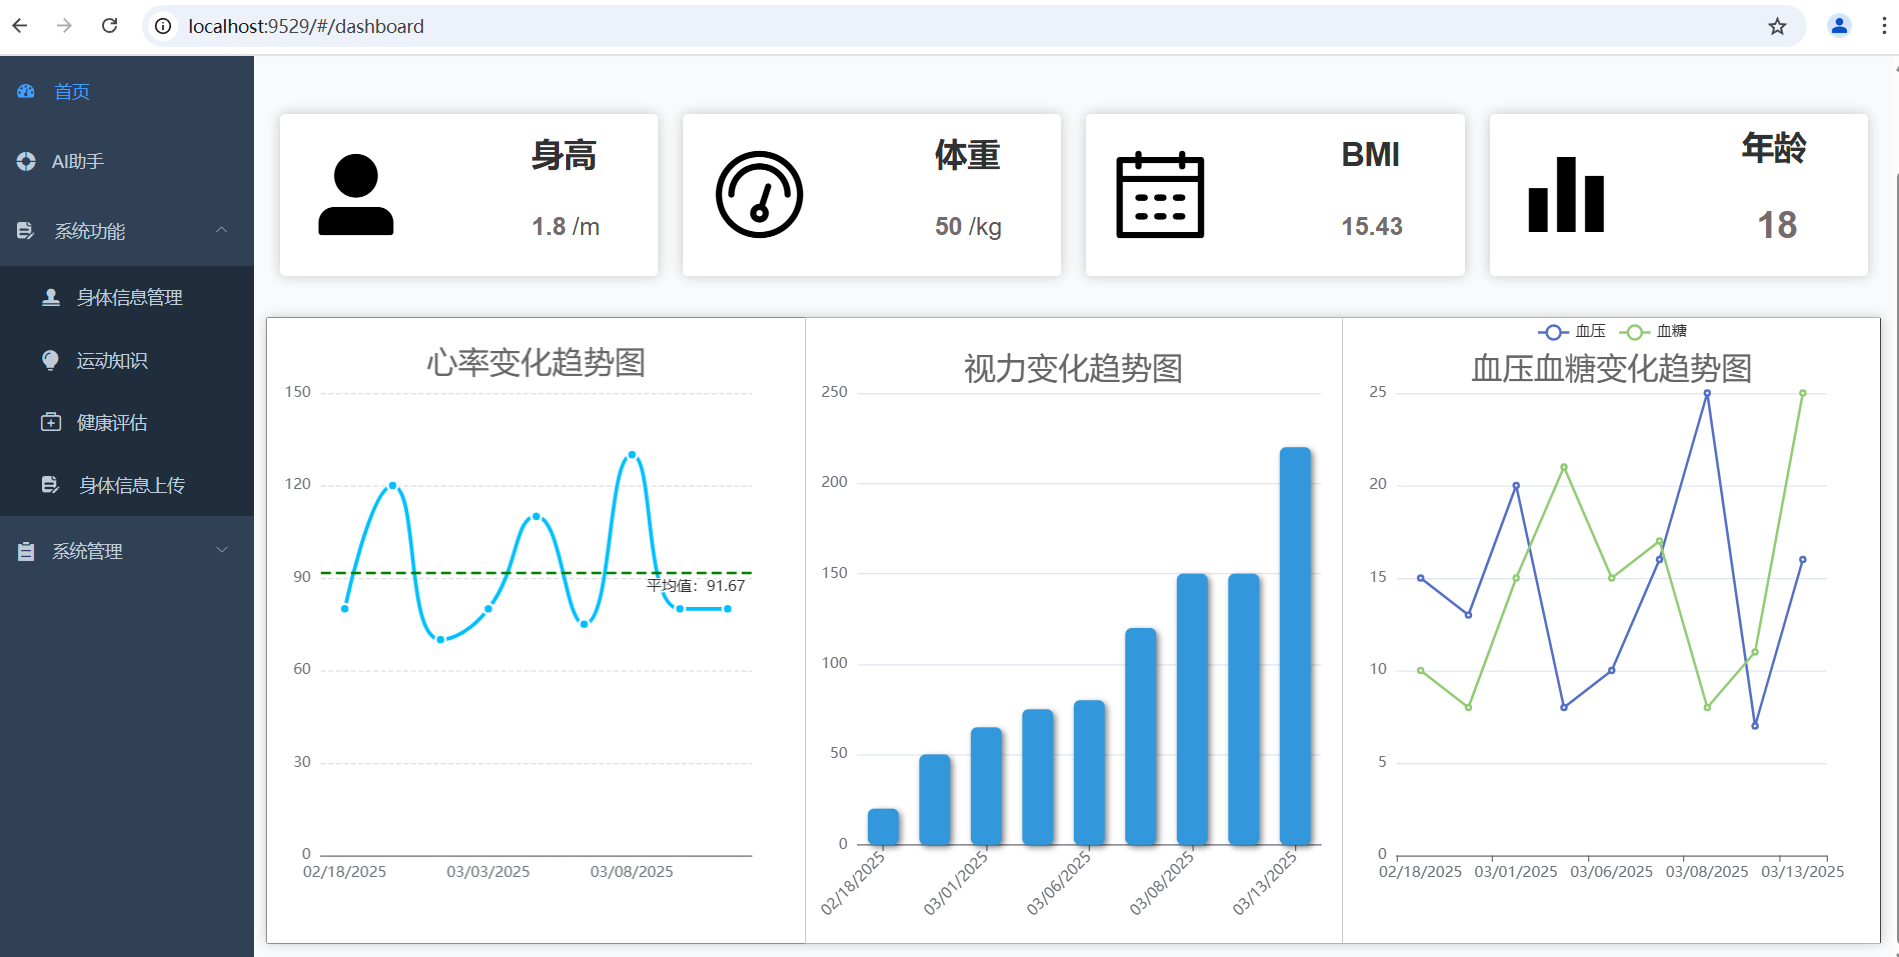 localhost:9529/#/dashboard
首页
AI助手
系统功能
身体信息管理
运动知识
健康评估
身体信息上传
系统管理
身高
1.8 /m
体重
50 /kg
BMI
15.43
年龄
18
心率变化趋势图
150
120
90
60
30
0
平均值：91.67
02/18/2025 03/03/2025 03/08/2025
视力变化趋势图
250
200
150
100
50
0
02/18/2025 03/01/2025 03/06/2025 03/08/2025 03/13/2025
血压 血糖
血压血糖变化趋势图
25
20
15
10
5
0
02/18/2025 03/01/2025 03/06/2025 03/08/2025 03/13/2025